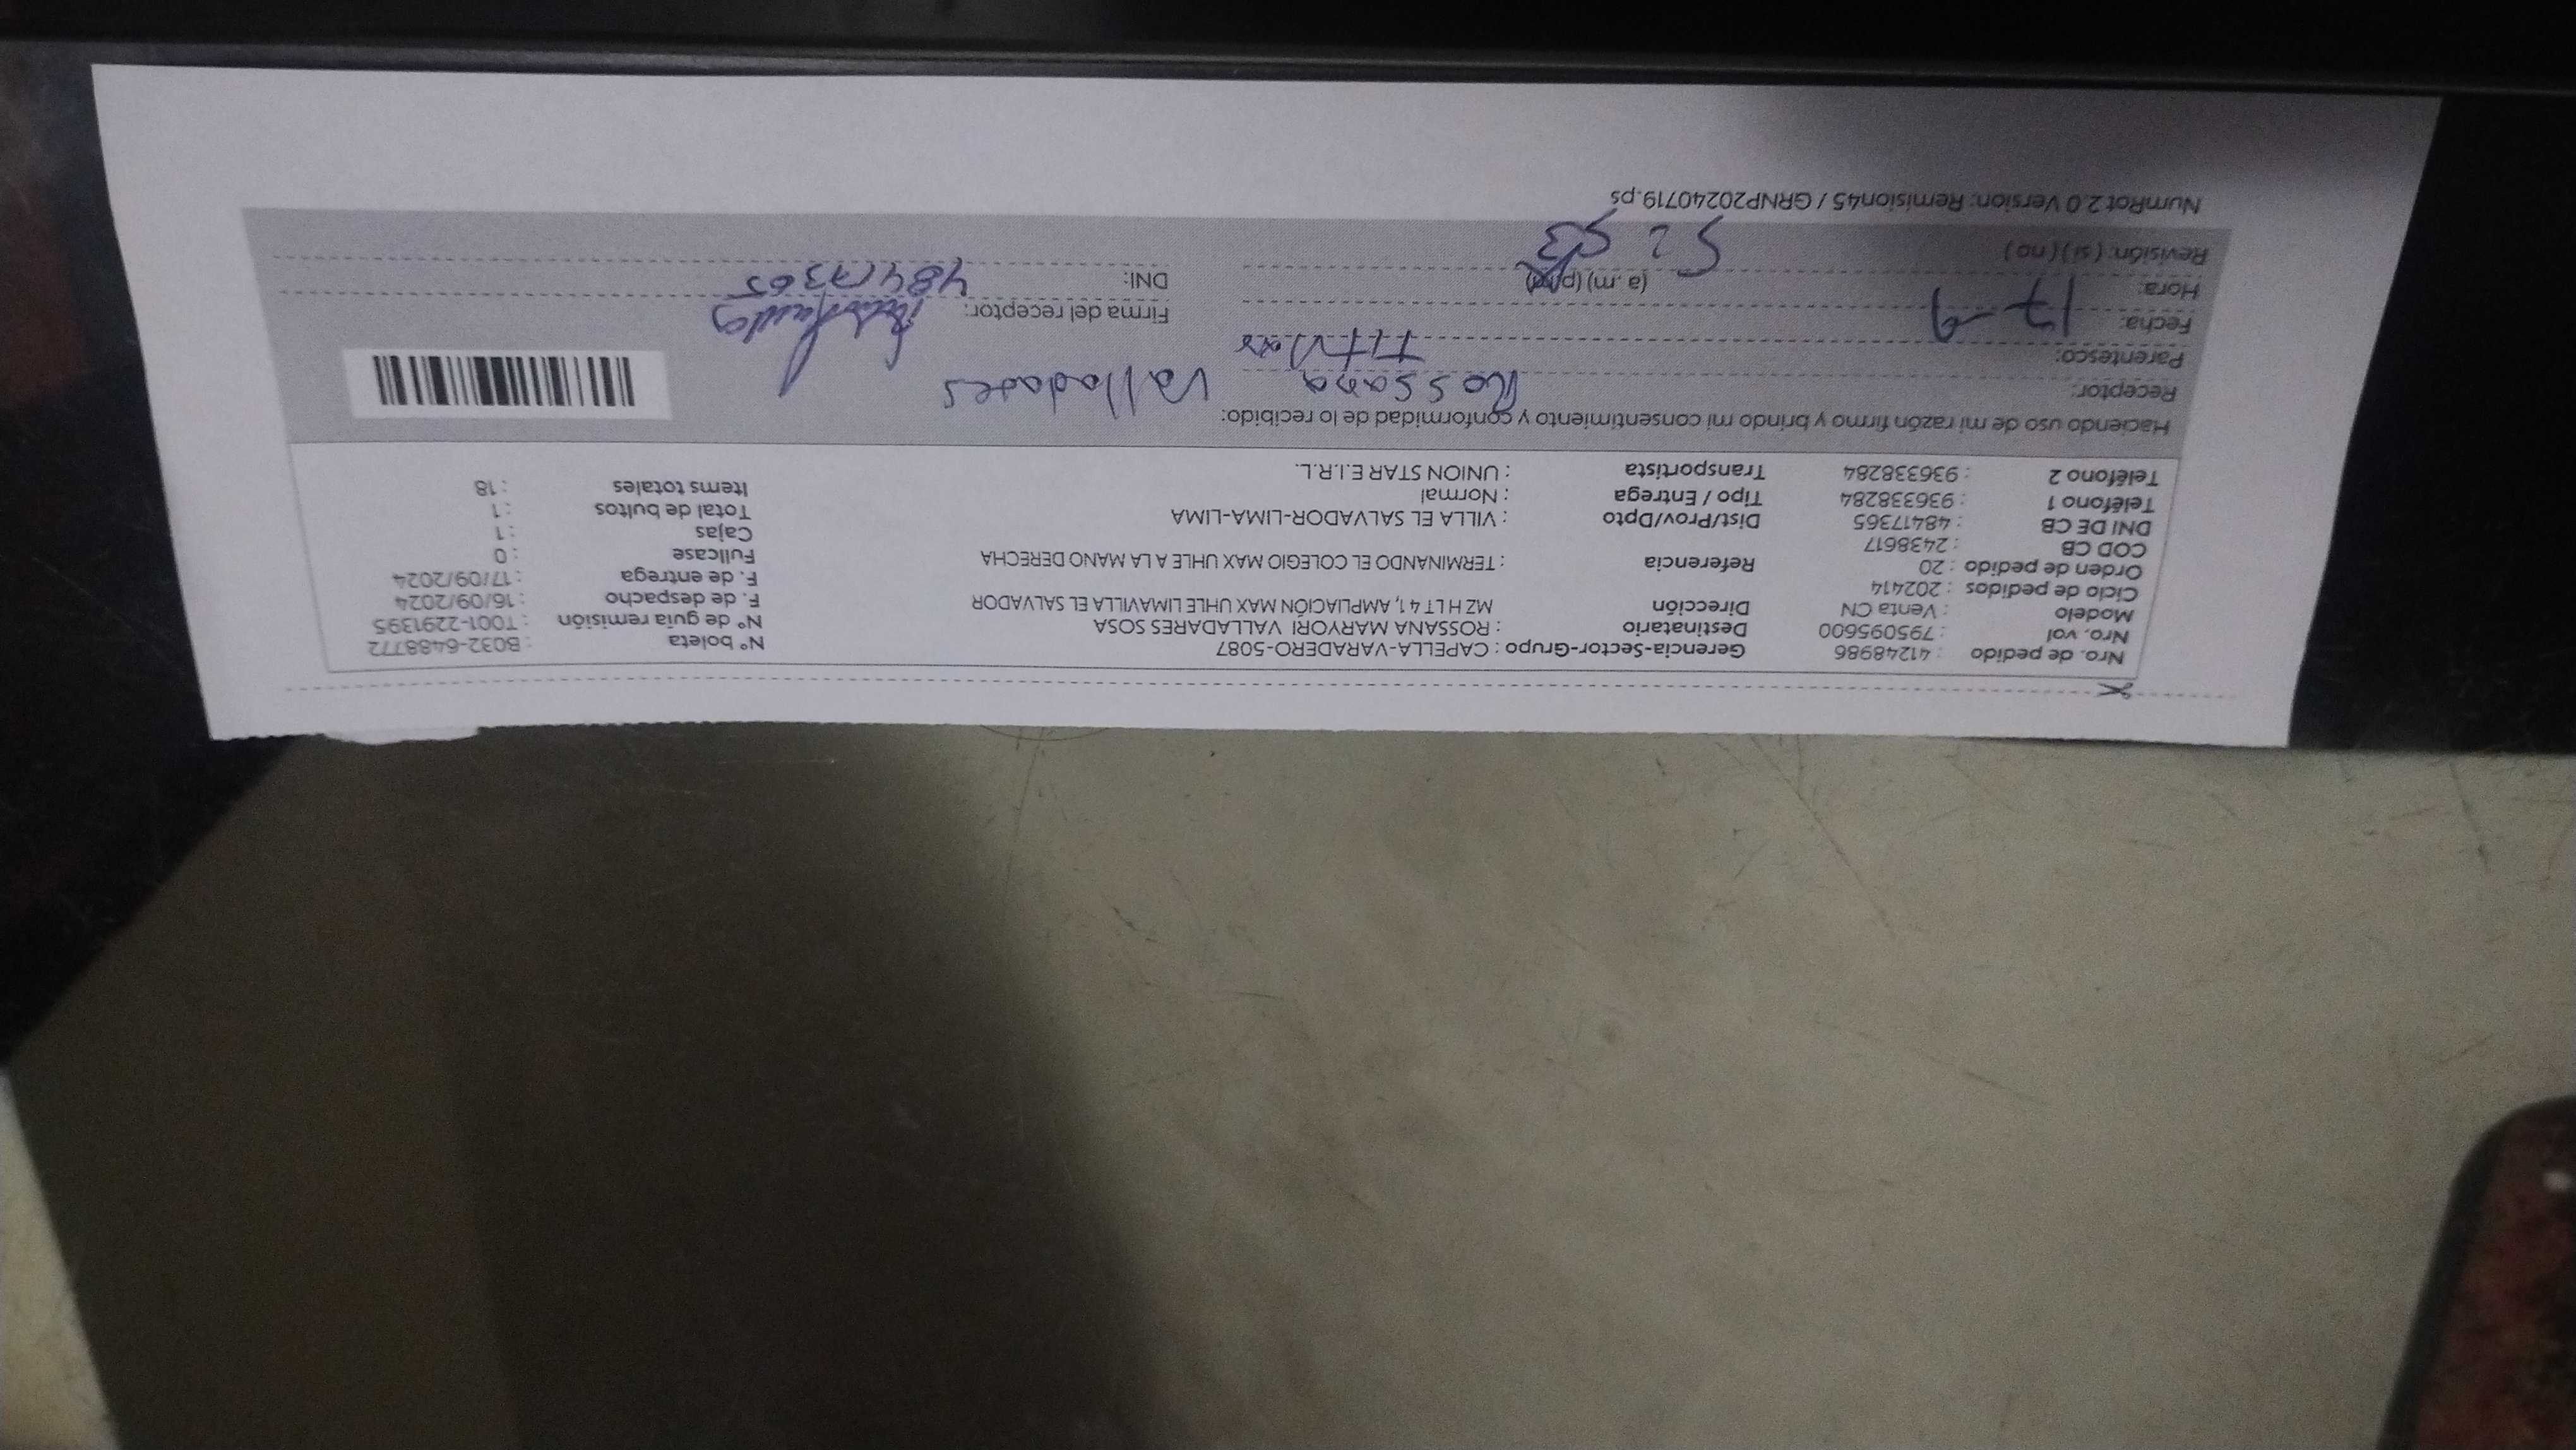 Nro. de pedido : 41248986 Gerencia-Sector-Grupo : CAPELLA-VARADERO-5087 N° boleta : B032-6488772
Nro. vol : 795095600 Destinatario : ROSSANA MARYORI VALLADARES SOSA N° de guia remisión : T001-2291395
Modelo : Venta CN Dirección MZ H LT 41, AMPLIACIÓN MAX UHLE LIMAVILLA EL SALVADOR F. de despacho : 16/09/2024
Ciclo de pedidos : 202414 F. de entrega : 17/09/2024
Orden de pedido : 20 Referencia : TERMINANDO EL COLEGIO MAX UHLE A LA MANO DERECHA Fullcase : 0
COD CB : 2438617 Cajas : 1
DNI DE CB : 48417365 Dist/Prov/Dpto : VILLA EL SALVADOR-LIMA-LIMA Total de bultos : 1
Teléfono 1 : 936338284 Tipo / Entrega : Normal Items totales : 18
Teléfono 2 : 936338284 Transportista : UNION STAR E.I.R.L.
Haciendo uso de mi razón firmo y brindo mi consentimiento y conformidad de lo recibido:
Receptor: Rossana Valladares
Parentesco: Titular
Fecha: 17-9 Firma del receptor:
Hora: (a. m) (p.m) DNI: 48417365
Revisión: ( si ) ( no )
NumRot 2.0 Version: Remision45 / GRNP20240719.ps